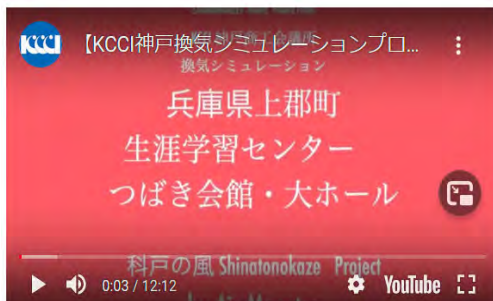 KCCI
【KCCI神戸換気シミュレーションプロ...
換気シミュレーション
兵庫県上郡町
生涯学習センター
つばき会館・大ホール
科戸の風 Shinatonokaze Project
0:03 / 12:12
YouTube